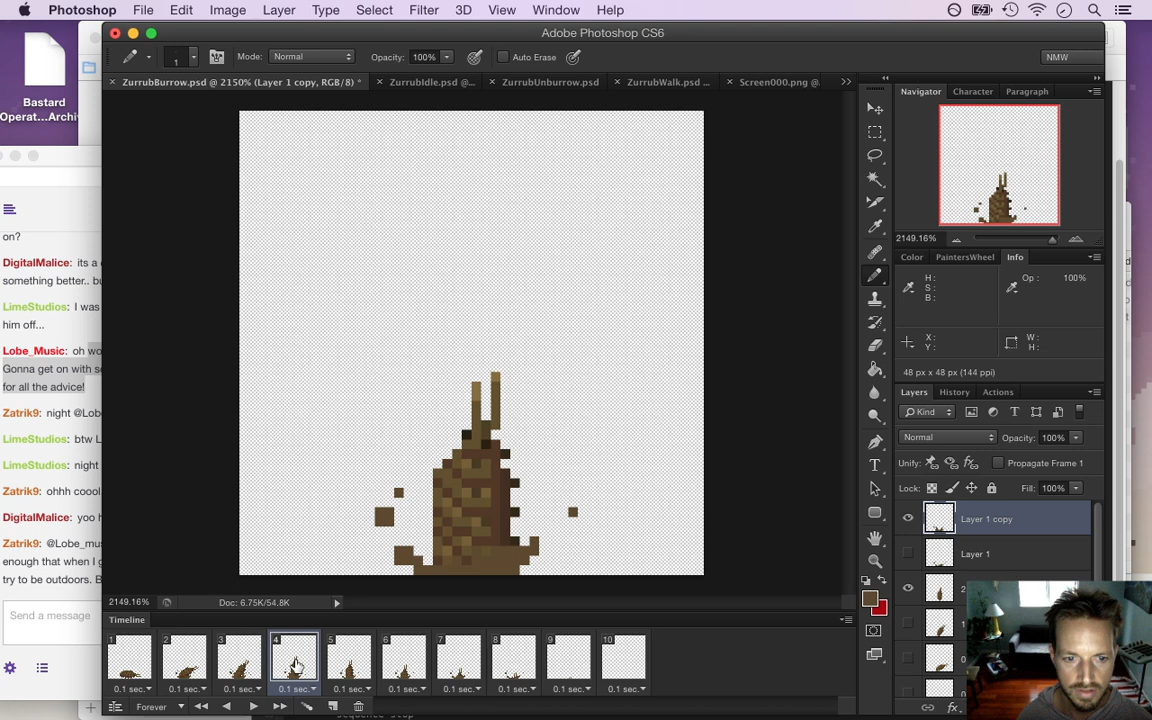 Photoshop File Edit Image Layer Type Select Filter 3D View Window Help
Adobe Photoshop CS6
1 Mode: Normal Opacity: 100% Auto Erase NMW
ZurrubBurrow.psd @ 2150% (Layer 1 copy, RGB/8) * ZurrubIdle.psd @... ZurrubUnburrow.psd ZurrubWalk.psd ... Screen000.png @
Bastard
Operat...Archi
on?
DigitalMalice: its a
something better.. bu
LimeStudios: I was
him off...
Lobe_Music: oh wo
Gonna get on with so
for all the advice!
Zatrik9: night @Lobe
LimeStudios: btw L
LimeStudios: night
Zatrik9: ohhh coool
DigitalMalice: yoo h
Zatrik9: @Lobe_mus
enough that when I g
try to be outdoors. B
Send a message
Navigator Character Paragraph
2149.16%
Color PaintersWheel Info
H: Op: 100%
S:
B:
X: W:
Y: H:
48 px x 48 px (144 ppi)
Layers History Actions
Kind
Normal Opacity: 100%
Unify: Propagate Frame 1
Lock: Fill: 100%
Layer 1 copy
Layer 1
2
1
0
2149.16% Doc: 6.75K/54.8K
Timeline
1 2 3 4 5 6 7 8 9 10
0.1 sec. 0.1 sec. 0.1 sec. 0.1 sec. 0.1 sec. 0.1 sec. 0.1 sec. 0.1 sec. 0.1 sec. 0.1 sec.
Forever